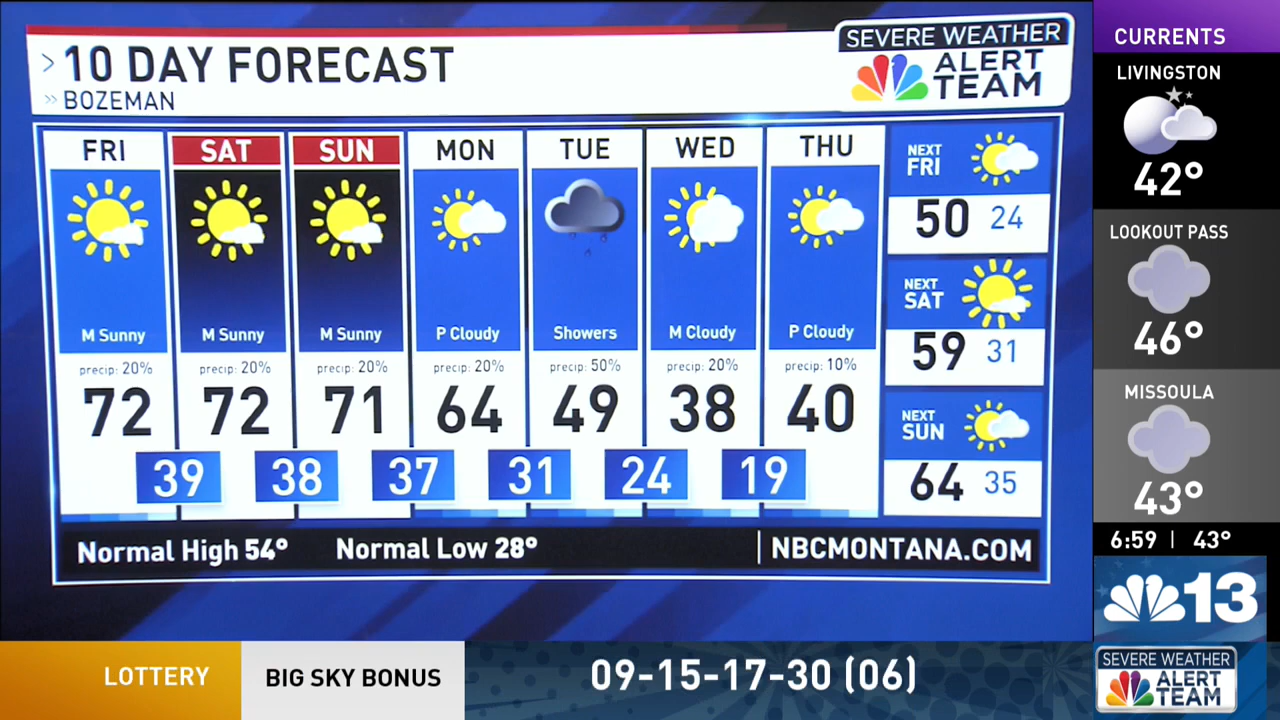 > 10 DAY FORECAST
» BOZEMAN
SEVERE WEATHER
ALERT
TEAM
FRI
M Sunny
precip: 20%
72
39
SAT
M Sunny
precip: 20%
72
38
SUN
M Sunny
precip: 20%
71
37
MON
P Cloudy
precip: 20%
64
31
TUE
Showers
precip: 50%
49
24
WED
M Cloudy
precip: 20%
38
19
THU
P Cloudy
precip: 10%
40
NEXT
FRI
50 24
NEXT
SAT
59 31
NEXT
SUN
64 35
Normal High 54° Normal Low 28° | NBCMONTANA.COM
CURRENTS
LIVINGSTON
42°
LOOKOUT PASS
46°
MISSOULA
43°
6:59 | 43°
13
SEVERE WEATHER
ALERT
TEAM
LOTTERY BIG SKY BONUS 09-15-17-30 (06)